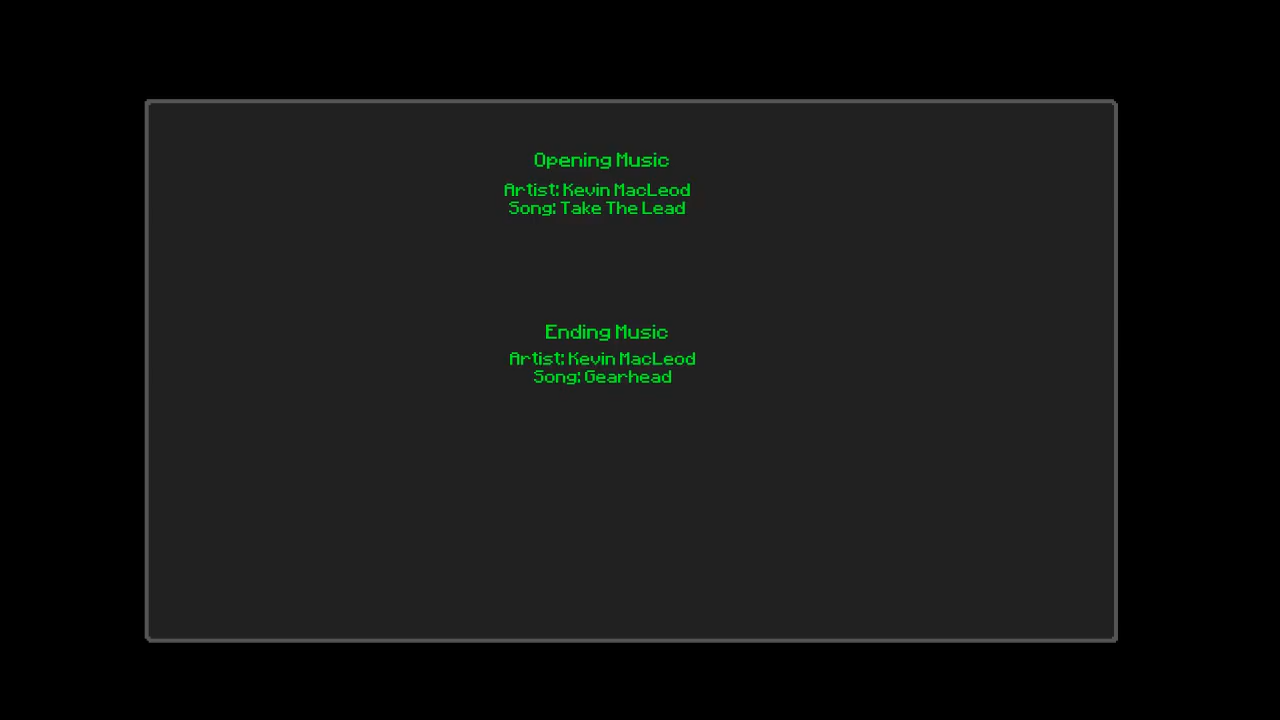 Opening Music
Artist: Kevin MacLeod
Song: Take The Lead
Ending Music
Artist: Kevin MacLeod
Song: Gearhead